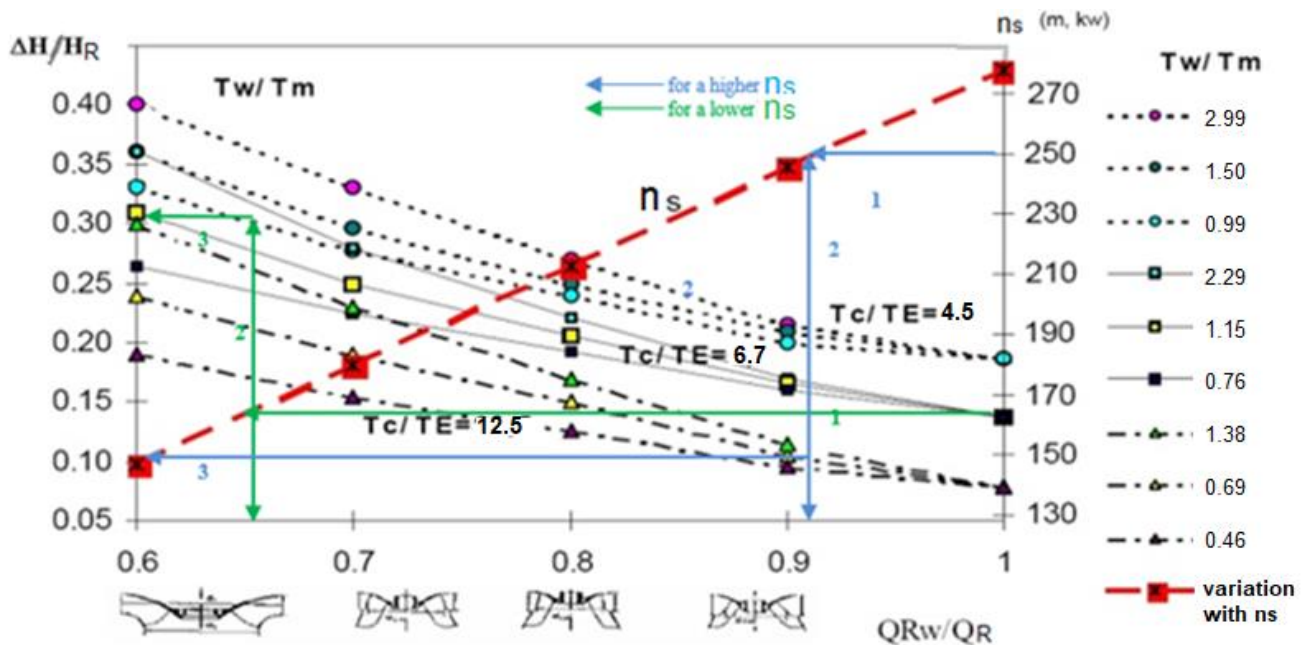 ns (m, kw)
ΔH/HR
Tw/ Tm
for a higher ns
for a lower ns
Tw/ Tm
0.40
0.35
0.30
0.25
0.20
0.15
0.10
0.05
270
250
230
210
190
170
150
130
ns
1
2
3
2
2
Tc/ TE= 4.5
Tc/ TE= 6.7
Tc/ TE= 12.5
1
3
0.6
0.7
0.8
0.9
1
QRw/QR
2.99
1.50
0.99
2.29
1.15
0.76
1.38
0.69
0.46
variation
with ns